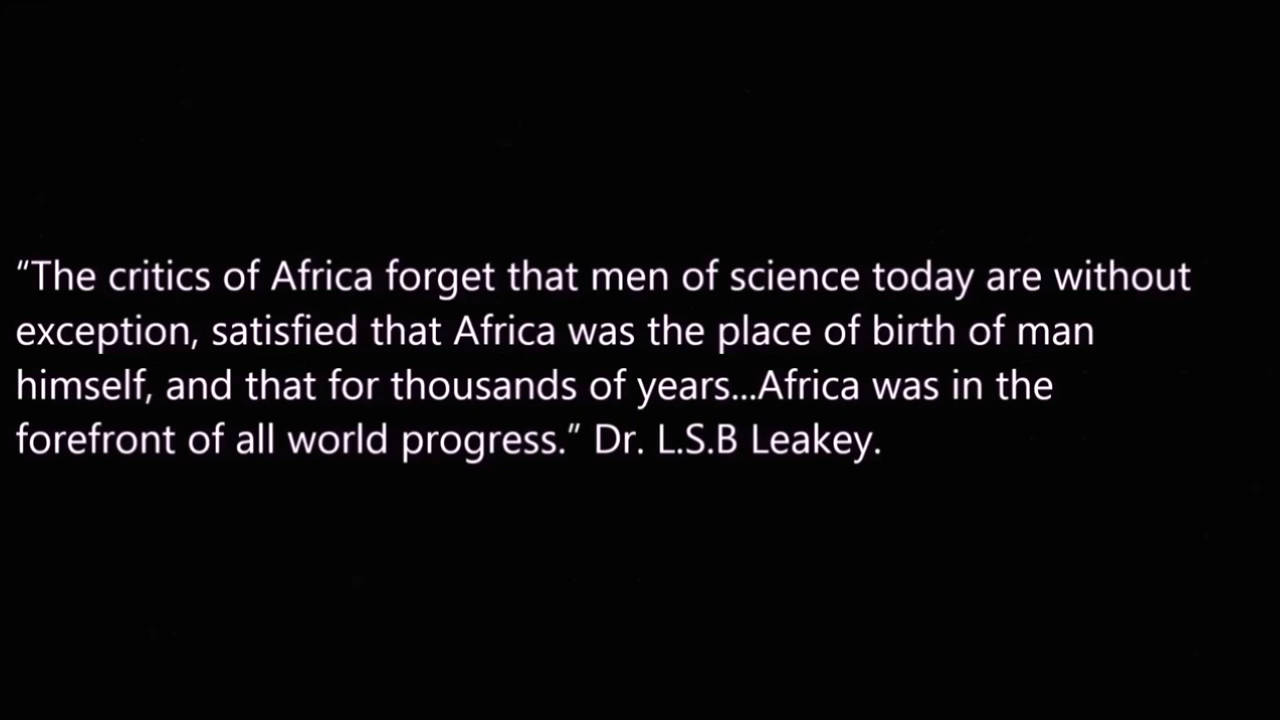 “The critics of Africa forget that men of science today are without
exception, satisfied that Africa was the place of birth of man
himself, and that for thousands of years...Africa was in the
forefront of all world progress.” Dr. L.S.B Leakey.